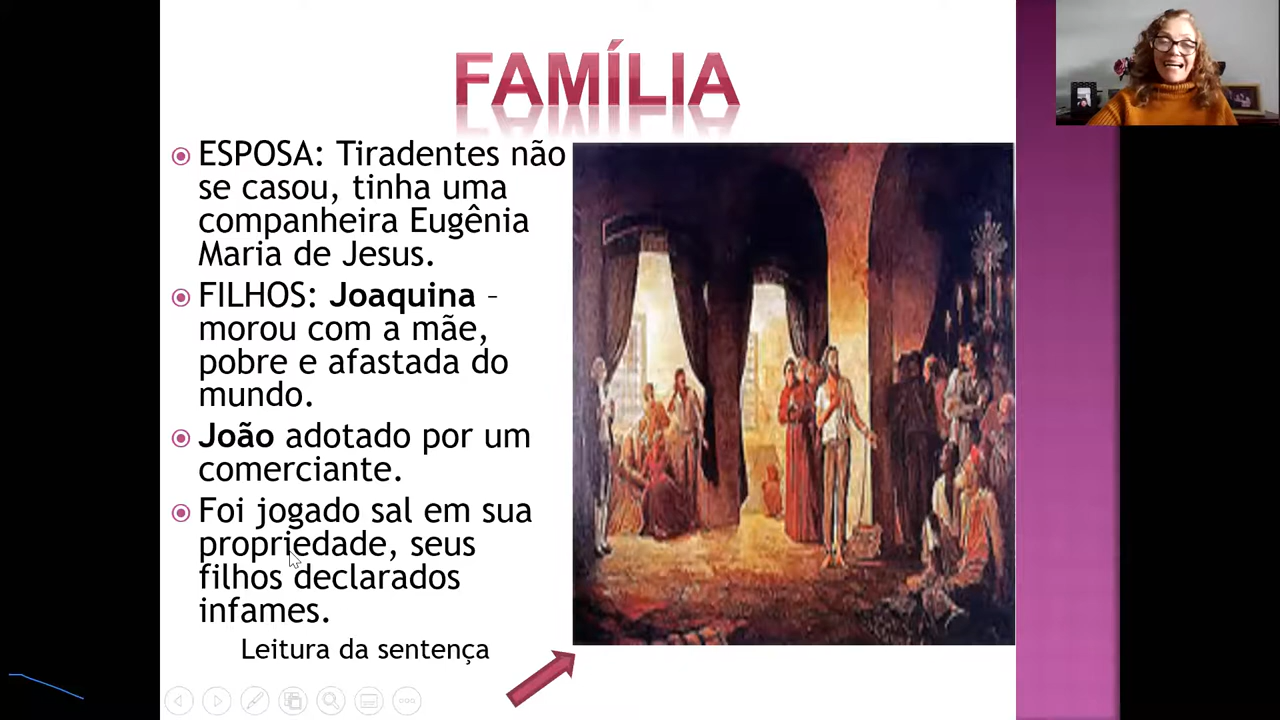 FAMÍLIA
ESPOSA: Tiradentes não
se casou, tinha uma
companheira Eugênia
Maria de Jesus.
FILHOS: Joaquina –
morou com a mãe,
pobre e afastada do
mundo.
João adotado por um
comerciante.
Foi jogado sal em sua
propriedade, seus
filhos declarados
infames.
Leitura da sentença